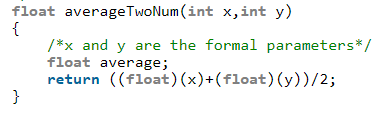 float averageTwoNum(int x,int y)
{
/*x and y are the formal parameters*/
float average;
return ((float)(x)+(float)(y))/2;
}